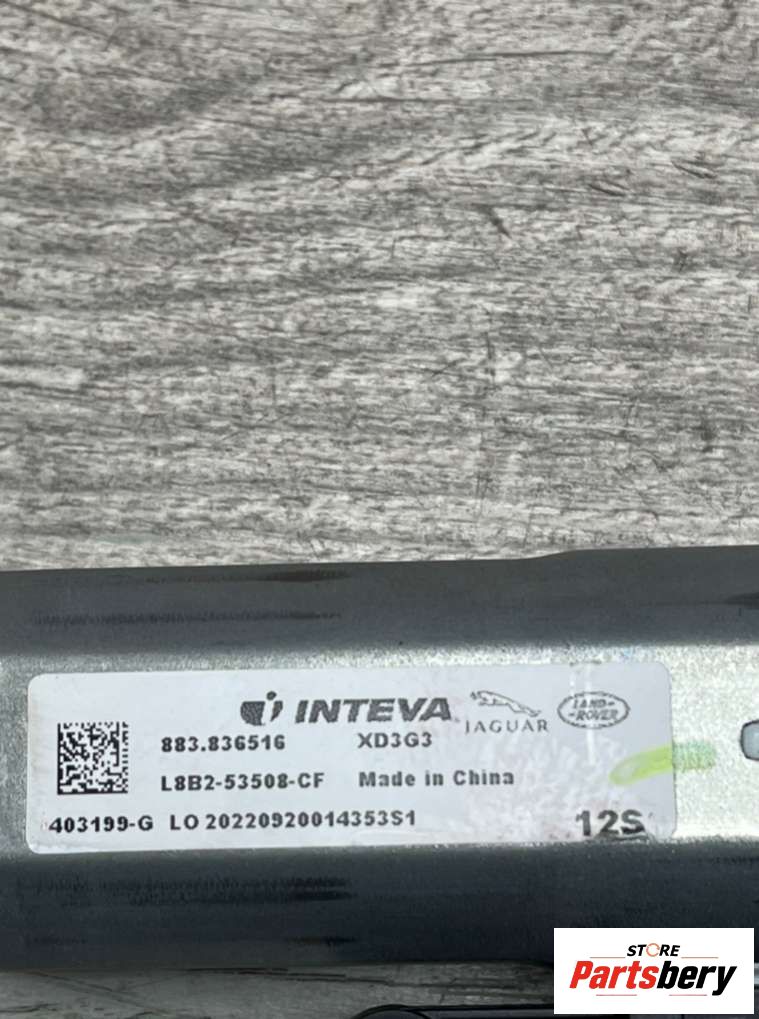 INTEVA JAGUAR LAND-ROVER
883.836516 XD3G3
L8B2-53508-CF Made in China
403199-G LO 20220920014353S1 12S
STORE
Partsbery